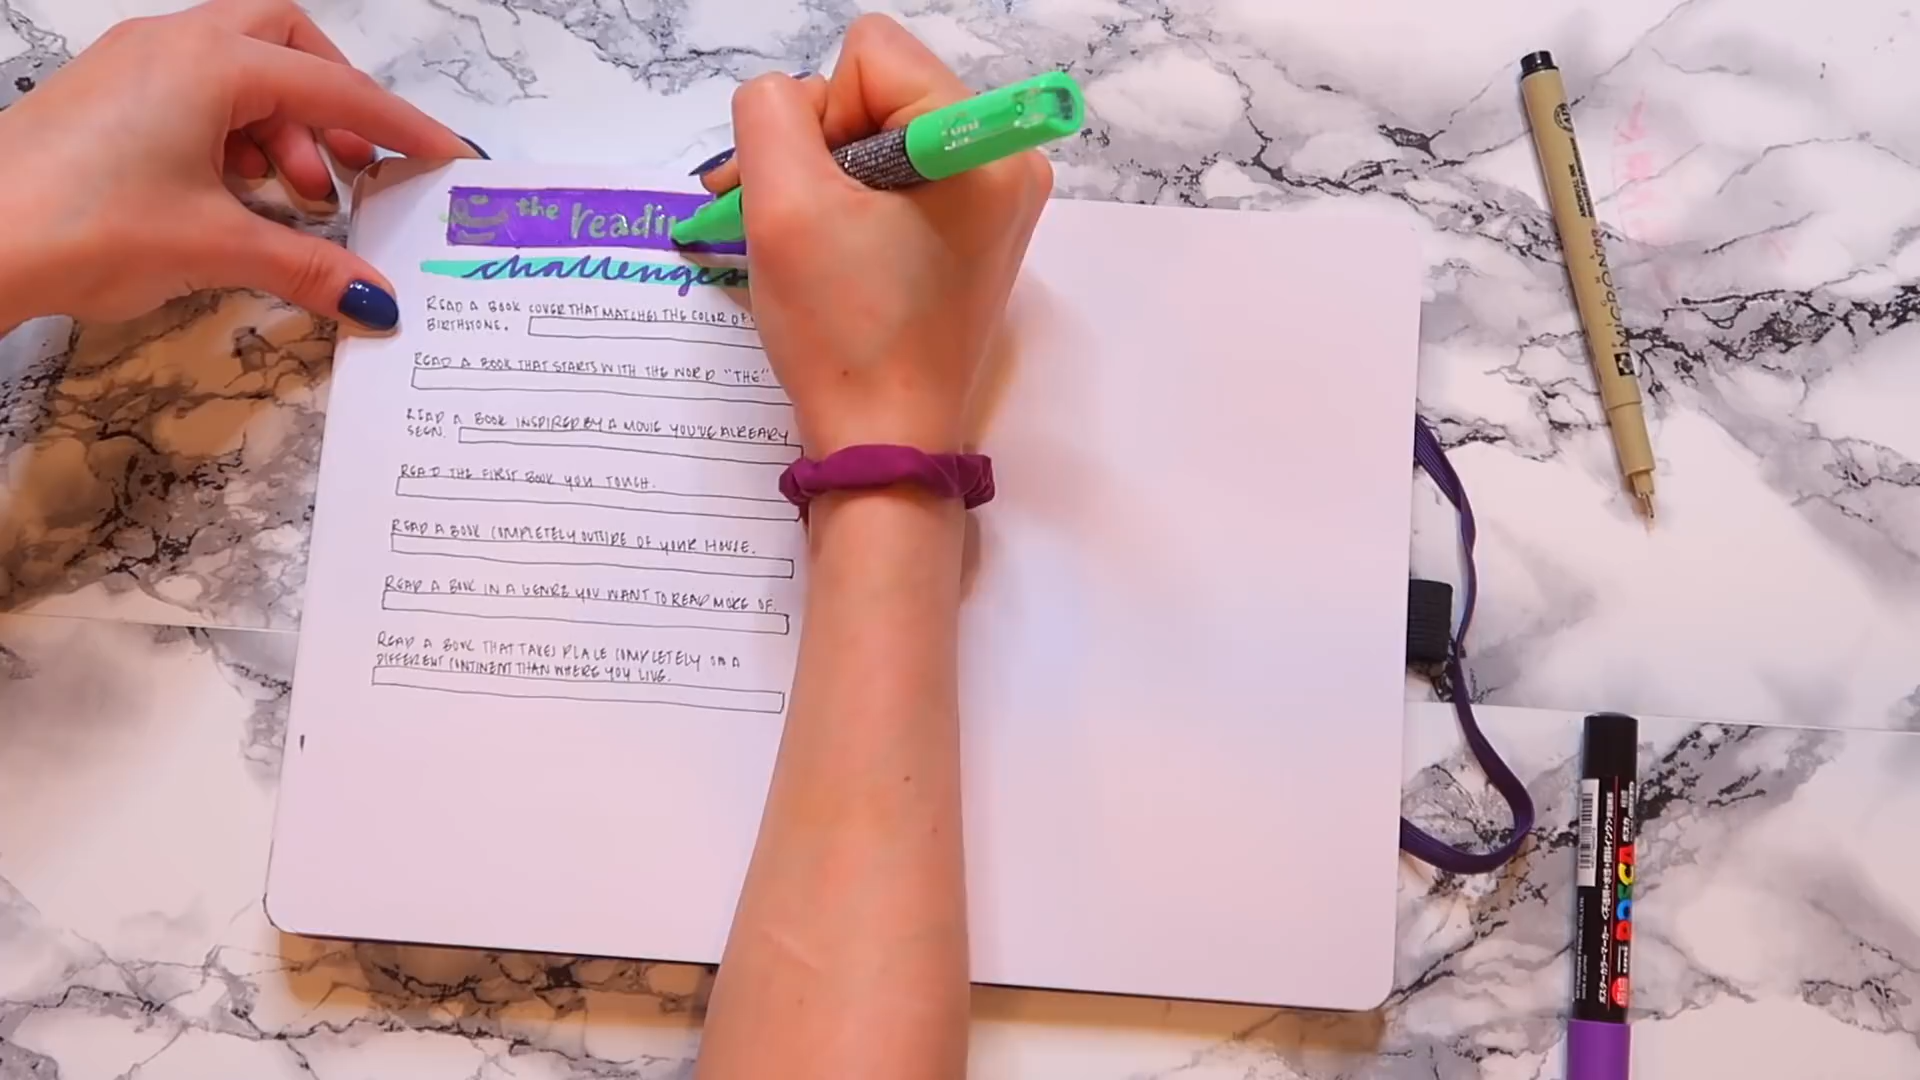 the readin
challenges
READ A BOOK COVER THAT MATCHES THE COLOR OF
BIRTHSTONE.
READ A BOOK THAT STARTS WITH THE WORD "THE"
READ A BOOK INSPIRED BY A MOVIE YOU'VE ALREADY
SEEN.
READ THE FIRST BOOK YOU TOUCH.
READ A BOOK COMPLETELY OUTSIDE OF YOUR HOUSE.
READ A BOOK IN A GENRE YOU WANT TO READ MORE OF.
READ A BOOK THAT TAKES PLACE COMPLETELY ON A
DIFFERENT CONTINENT THAN WHERE YOU LIVE.
uni
MICRON
uni POSCA